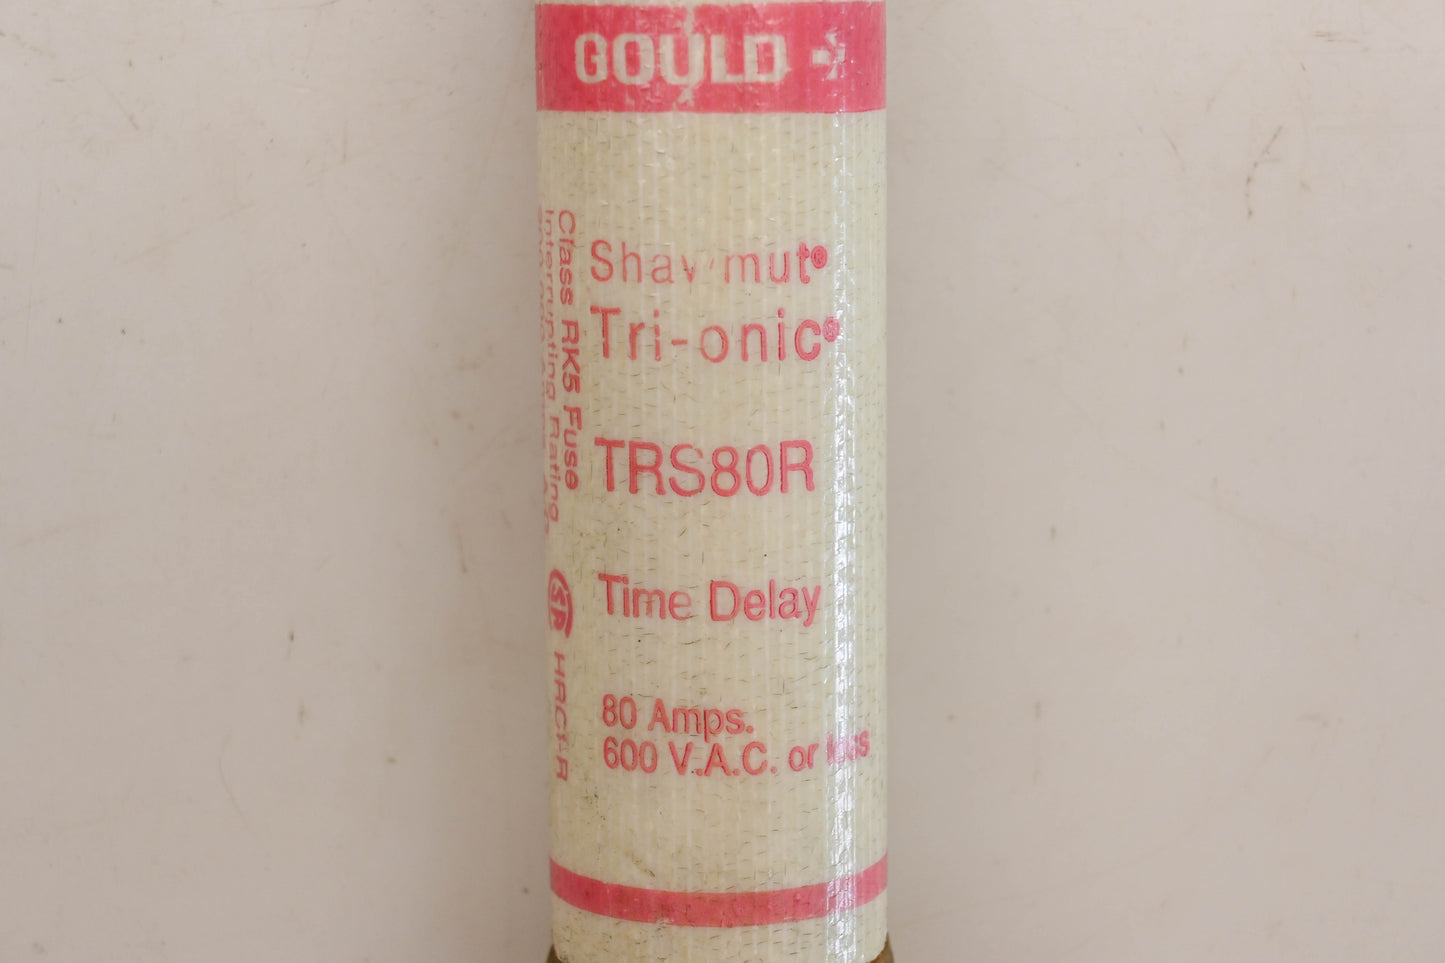 GOULD
Shawmut®
Tri-onic®
TRS80R
Time Delay
80 Amps.
600 V.A.C. or less
Class RK5 Fuse
Interrupting Rating
HRCI-R